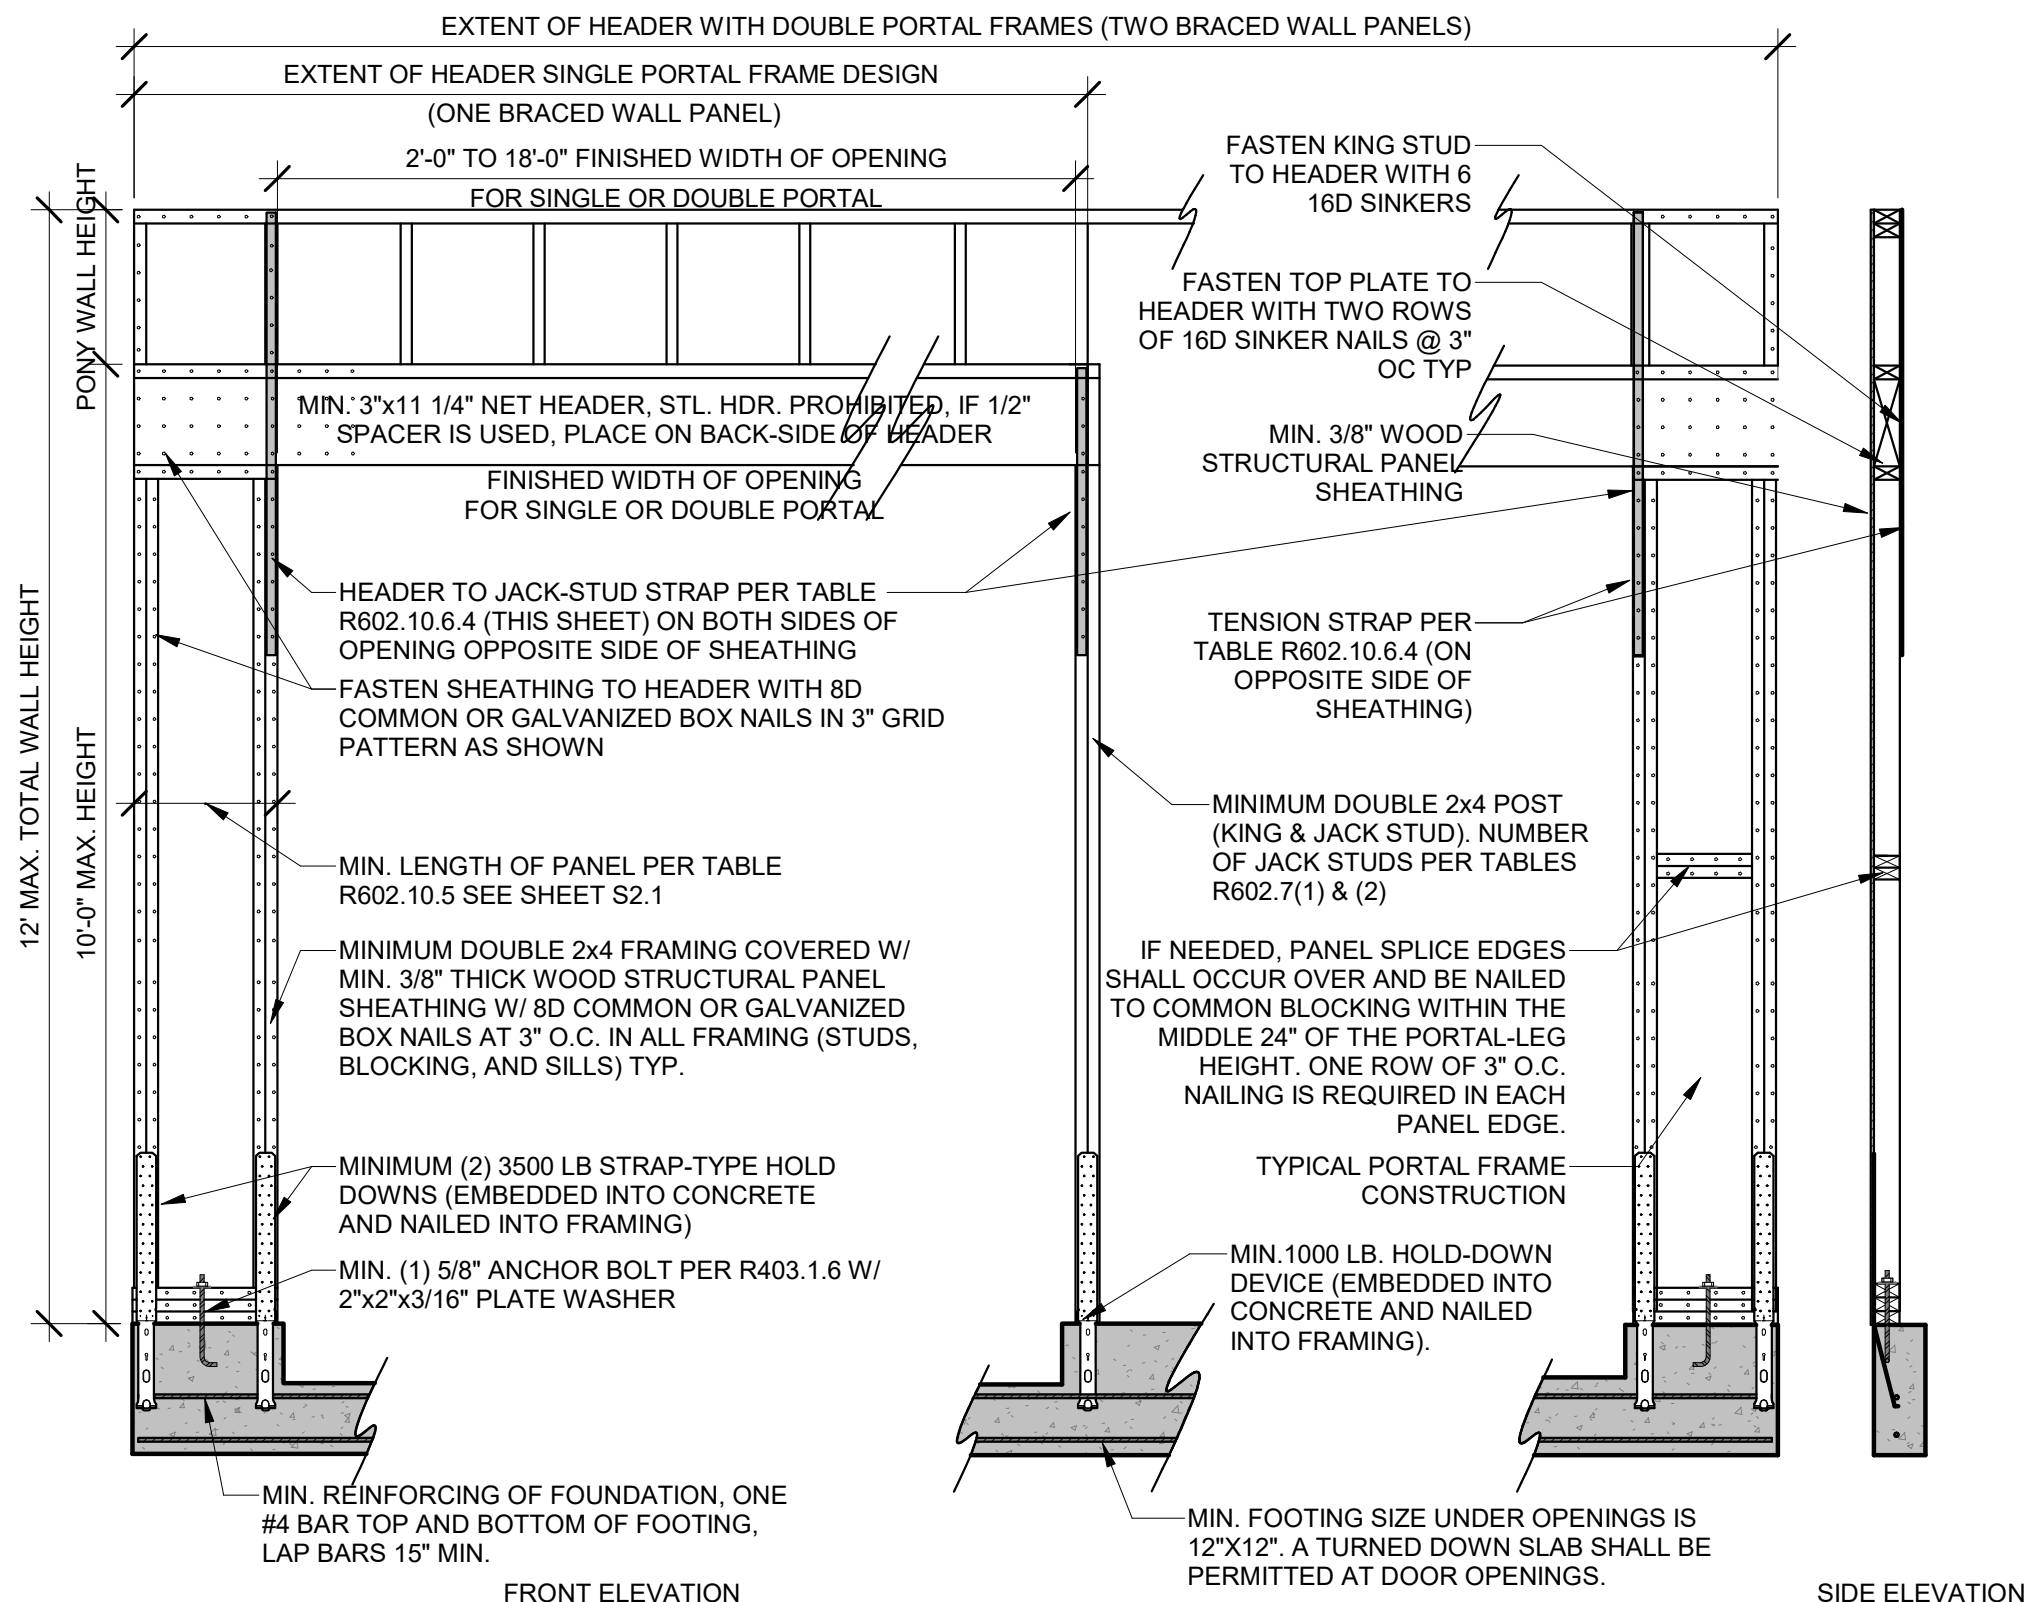 EXTENT OF HEADER WITH DOUBLE PORTAL FRAMES (TWO BRACED WALL PANELS)
EXTENT OF HEADER SINGLE PORTAL FRAME DESIGN
(ONE BRACED WALL PANEL)
2'-0" TO 18'-0" FINISHED WIDTH OF OPENING
FOR SINGLE OR DOUBLE PORTAL
FASTEN KING STUD
TO HEADER WITH 6
16D SINKERS
PONY WALL HEIGHT
FASTEN TOP PLATE TO
HEADER WITH TWO ROWS
OF 16D SINKER NAILS @ 3"
OC TYP
MIN. 3"x11 1/4" NET HEADER, STL. HDR. PROHIBITED, IF 1/2"
SPACER IS USED, PLACE ON BACK-SIDE OF HEADER
MIN. 3/8" WOOD
STRUCTURAL PANEL
SHEATHING
FINISHED WIDTH OF OPENING
FOR SINGLE OR DOUBLE PORTAL
12' MAX. TOTAL WALL HEIGHT
10'-0" MAX. HEIGHT
HEADER TO JACK-STUD STRAP PER TABLE
R602.10.6.4 (THIS SHEET) ON BOTH SIDES OF
OPENING OPPOSITE SIDE OF SHEATHING
TENSION STRAP PER
TABLE R602.10.6.4 (ON
OPPOSITE SIDE OF
SHEATHING)
FASTEN SHEATHING TO HEADER WITH 8D
COMMON OR GALVANIZED BOX NAILS IN 3" GRID
PATTERN AS SHOWN
MINIMUM DOUBLE 2x4 POST
(KING & JACK STUD). NUMBER
OF JACK STUDS PER TABLES
R602.7(1) & (2)
MIN. LENGTH OF PANEL PER TABLE
R602.10.5 SEE SHEET S2.1
MINIMUM DOUBLE 2x4 FRAMING COVERED W/
MIN. 3/8" THICK WOOD STRUCTURAL PANEL
SHEATHING W/ 8D COMMON OR GALVANIZED
BOX NAILS AT 3" O.C. IN ALL FRAMING (STUDS,
BLOCKING, AND SILLS) TYP.
IF NEEDED, PANEL SPLICE EDGES
SHALL OCCUR OVER AND BE NAILED
TO COMMON BLOCKING WITHIN THE
MIDDLE 24" OF THE PORTAL-LEG
HEIGHT. ONE ROW OF 3" O.C.
NAILING IS REQUIRED IN EACH
PANEL EDGE.
MINIMUM (2) 3500 LB STRAP-TYPE HOLD
DOWNS (EMBEDDED INTO CONCRETE
AND NAILED INTO FRAMING)
TYPICAL PORTAL FRAME
CONSTRUCTION
MIN. (1) 5/8" ANCHOR BOLT PER R403.1.6 W/
2"x2"x3/16" PLATE WASHER
MIN.1000 LB. HOLD-DOWN
DEVICE (EMBEDDED INTO
CONCRETE AND NAILED
INTO FRAMING).
MIN. REINFORCING OF FOUNDATION, ONE
#4 BAR TOP AND BOTTOM OF FOOTING,
LAP BARS 15" MIN.
MIN. FOOTING SIZE UNDER OPENINGS IS
12"X12". A TURNED DOWN SLAB SHALL BE
PERMITTED AT DOOR OPENINGS.
FRONT ELEVATION
SIDE ELEVATION